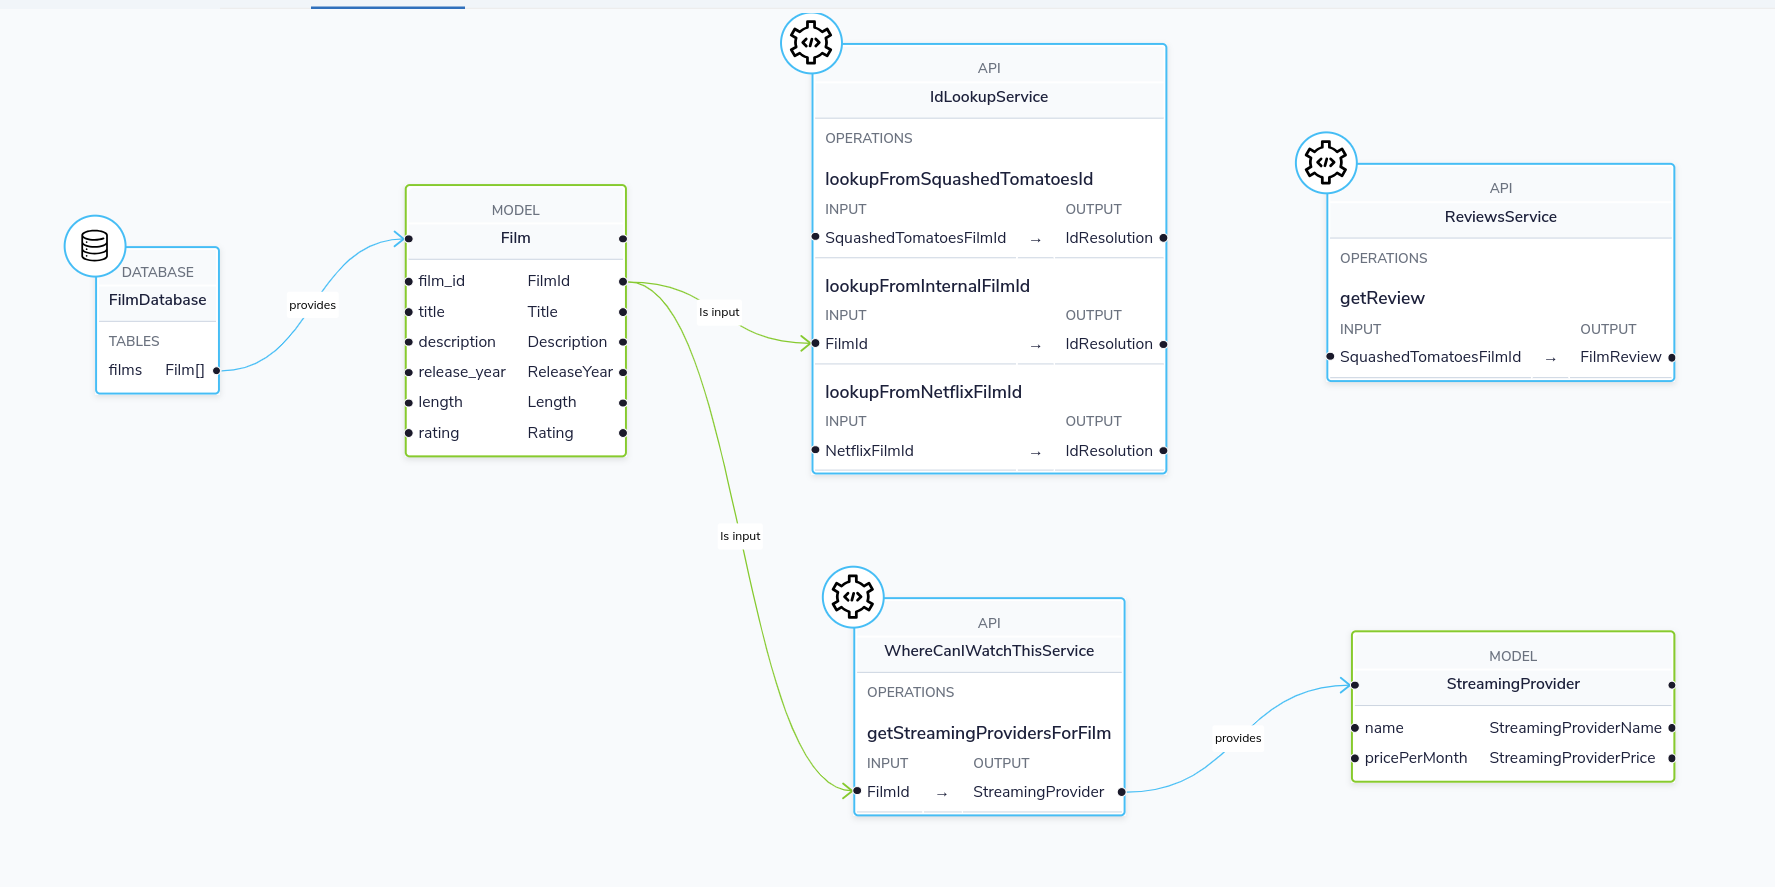 DATABASE
FilmDatabase
TABLES
films Film[]
provides
MODEL
Film
film_id FilmId
title Title
description Description
release_year ReleaseYear
length Length
rating Rating
Is input
Is input
API
IdLookupService
OPERATIONS
lookupFromSquashedTomatoesId
INPUT OUTPUT
SquashedTomatoesFilmId → IdResolution
lookupFromInternalFilmId
INPUT OUTPUT
FilmId → IdResolution
lookupFromNetflixFilmId
INPUT OUTPUT
NetflixFilmId → IdResolution
API
ReviewsService
OPERATIONS
getReview
INPUT OUTPUT
SquashedTomatoesFilmId → FilmReview
API
WhereCanIWatchThisService
OPERATIONS
getStreamingProvidersForFilm
INPUT OUTPUT
FilmId → StreamingProvider
provides
MODEL
StreamingProvider
name StreamingProviderName
pricePerMonth StreamingProviderPrice